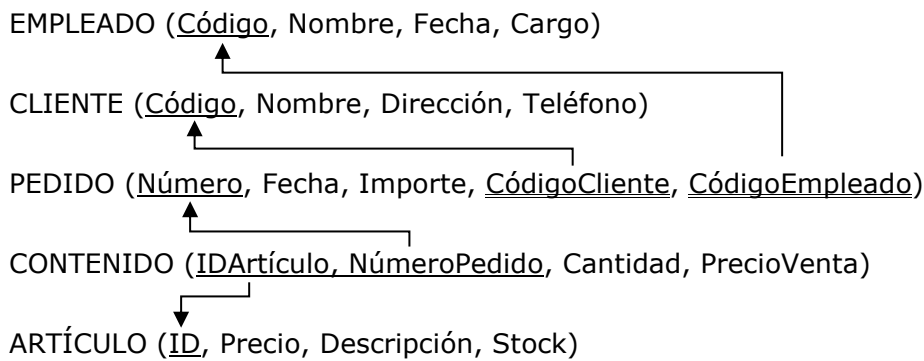 EMPLEADO (Código, Nombre, Fecha, Cargo)
CLIENTE (Código, Nombre, Dirección, Teléfono)
PEDIDO (Número, Fecha, Importe, CódigoCliente, CódigoEmpleado)
CONTENIDO (IDArtículo, NúmeroPedido, Cantidad, PrecioVenta)
ARTÍCULO (ID, Precio, Descripción, Stock)